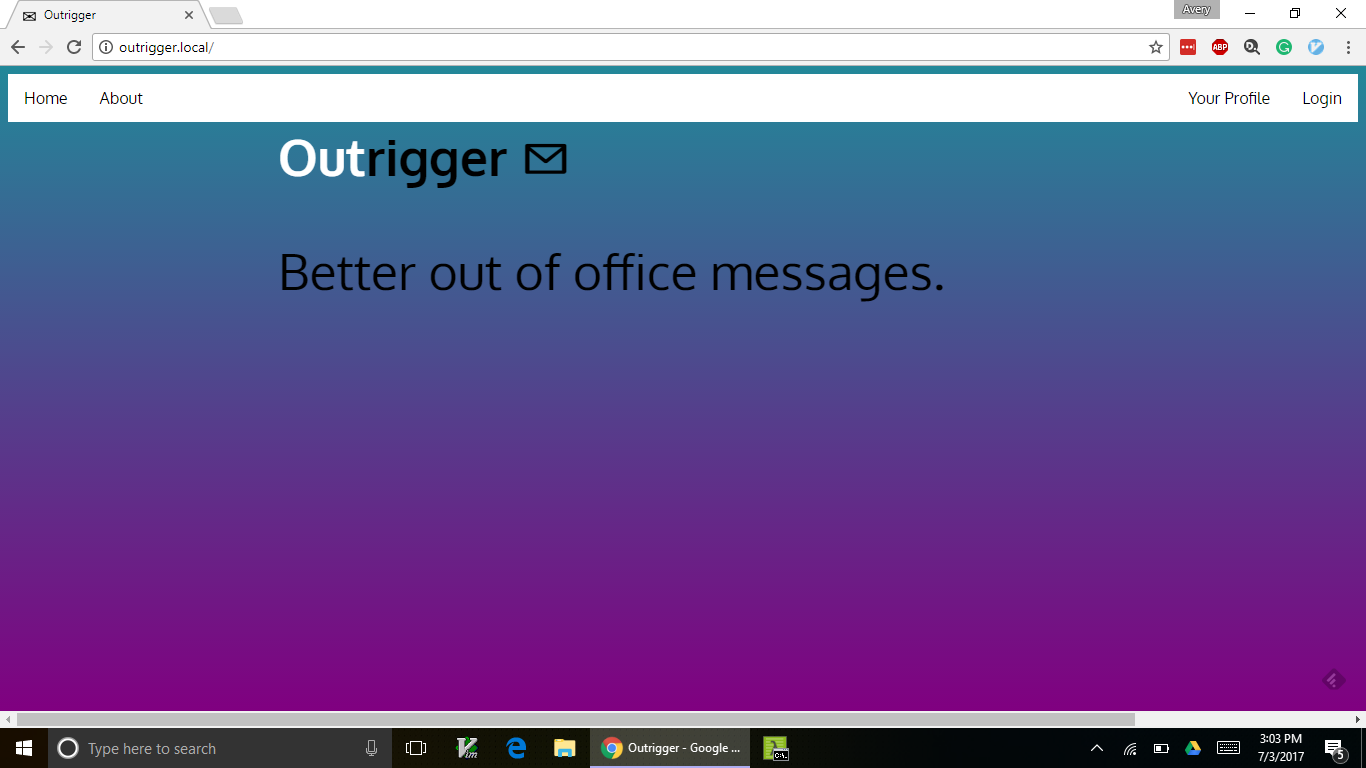 Outrigger
Avery
outrigger.local/
ABP
Home About Your Profile Login
Outrigger
Better out of office messages.
Type here to search
Vim
Outrigger - Google ...
C:\.
3:03 PM
7/3/2017
5